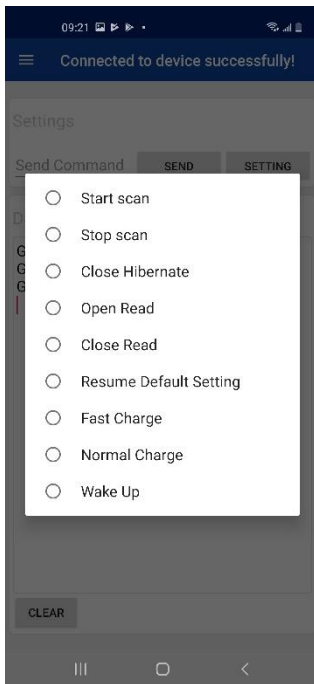 09:21
Connected to device successfully!
Settings
Send Command SEND SETTING
D
G
G
G
Start scan
Stop scan
Close Hibernate
Open Read
Close Read
Resume Default Setting
Fast Charge
Normal Charge
Wake Up
CLEAR